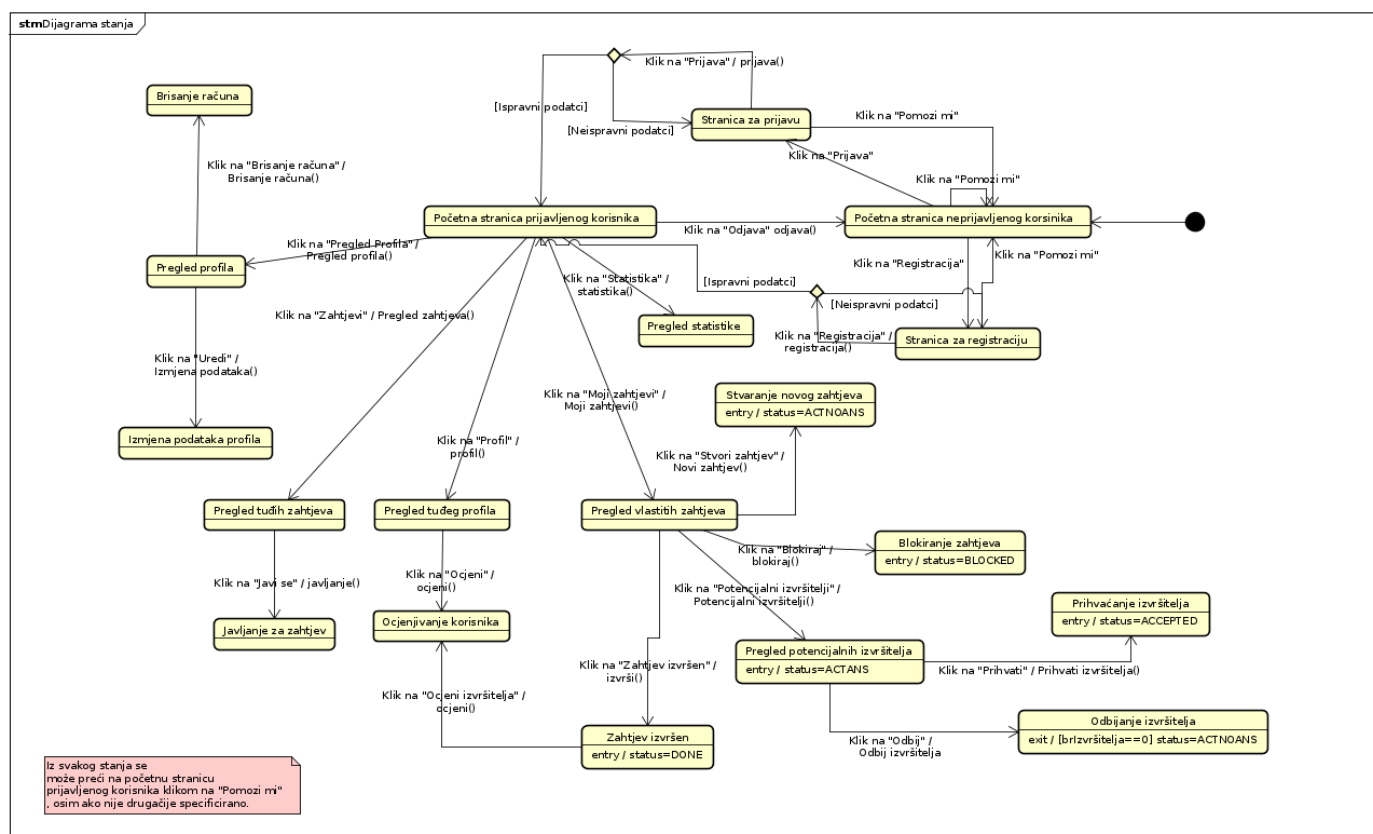 stm Dijagrama stanja
Klik na "Prijava" / prijava()
Brisanje računa
[Ispravni podatci]
[Neispravni podatci]
Stranica za prijavu
Klik na "Pomozi mi"
Klik na "Prijava"
Klik na "Brisanje računa" /
Brisanje računa()
Klik na "Pomozi mi"
Početna stranica prijavljenog korisnika
Klik na "Odjava" odjava()
Početna stranica neprijavljenog korsinika
Klik na "Pregled Profila" /
Pregled profila()
Pregled profila
Klik na "Statistika" /
statistika()
[Ispravni podatci]
Klik na "Registracija"
Klik na "Pomozi mi"
[Neispravni podatci]
Klik na "Zahtjevi" / Pregled zahtjeva()
Pregled statistike
Klik na "Registracija" /
registracija()
Stranica za registraciju
Klik na "Uredi" /
Izmjena podataka()
Klik na "Moji zahtjevi" /
Moji zahtjevi()
Stvaranje novog zahtjeva
entry / status=ACTNOANS
Izmjena podataka profila
Klik na "Profil" /
profil()
Klik na "Stvori zahtjev" /
Novi zahtjev()
Pregled tuđih zahtjeva
Pregled tuđeg profila
Pregled vlastitih zahtjeva
Klik na "Blokiraj" /
blokiraj()
Blokiranje zahtjeva
entry / status=BLOCKED
Klik na "Javi se" / javljanje()
Klik na "Ocjeni" /
ocjeni()
Klik na "Potencijalni izvršitelji" /
Potencijalni izvršitelji()
Javljanje za zahtjev
Ocjenjivanje korisnika
Prihvaćanje izvršitelja
entry / status=ACCEPTED
Pregled potencijalnih izvršitelja
entry / status=ACTANS
Klik na "Prihvati" / Prihvati izvršitelja()
Klik na "Zahtjev izvršen" /
izvrši()
Klik na "Ocjeni izvršitelja" /
ocjeni()
Zahtjev izvršen
entry / status=DONE
Klik na "Odbij" /
Odbij izvršitelja
Odbijanje izvršitelja
exit / [brIzvršitelja==0] status=ACTNOANS
Iz svakog stanja se
može preći na početnu stranicu
prijavljenog korisnika klikom na "Pomozi mi"
, osim ako nije drugačije specificirano.